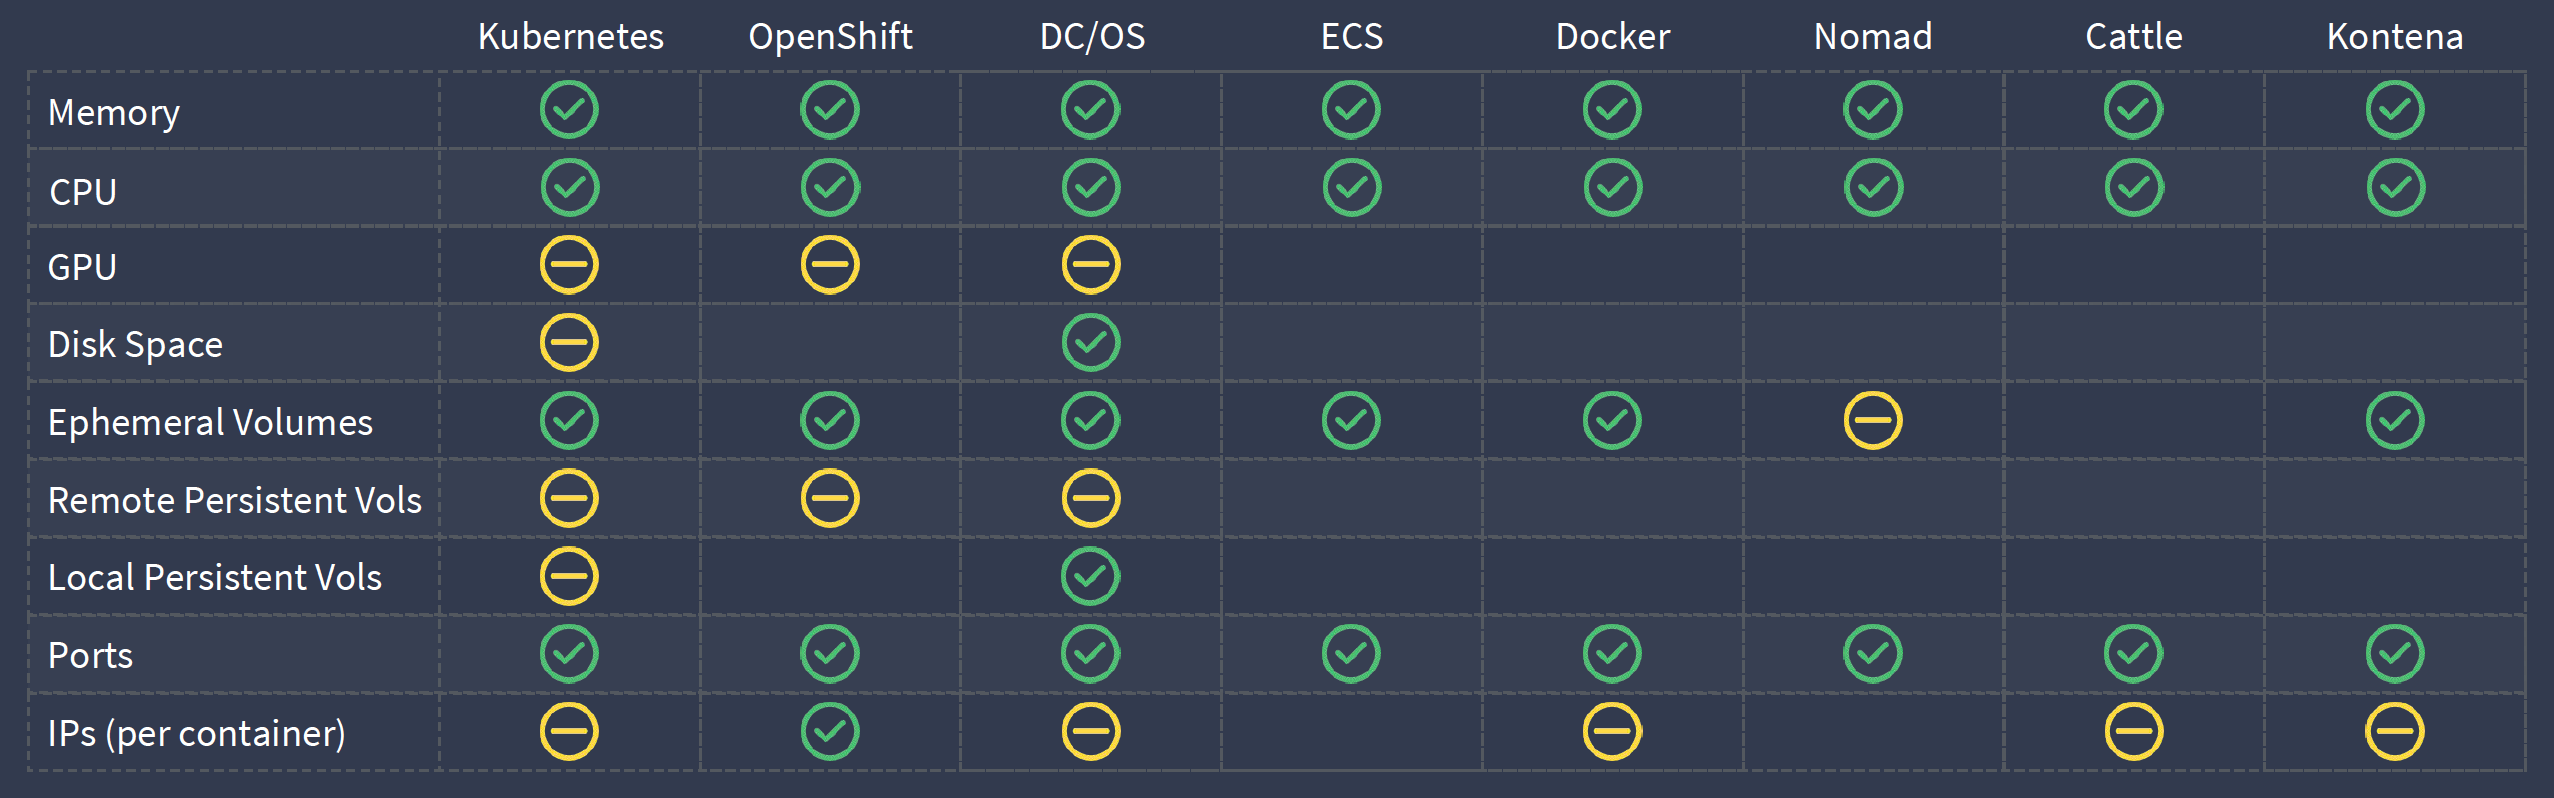 Kubernetes OpenShift DC/OS ECS Docker Nomad Cattle Kontena
Memory
CPU
GPU
Disk Space
Ephemeral Volumes
Remote Persistent Vols
Local Persistent Vols
Ports
IPs (per container)